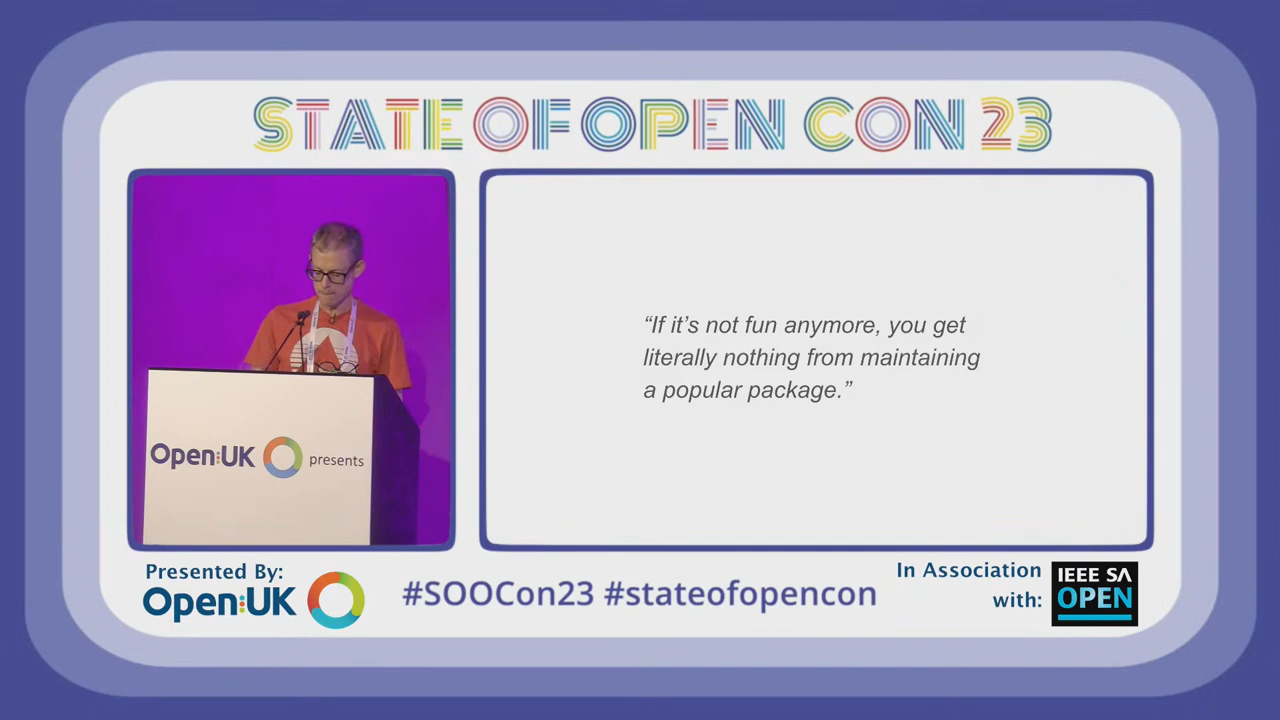 STATE OF OPEN CON 23
“If it’s not fun anymore, you get
literally nothing from maintaining
a popular package.”
Open:UK presents
Presented By:
Open:UK
#SOOCon23 #stateofopencon
In Association
with:
IEEE SA
OPEN